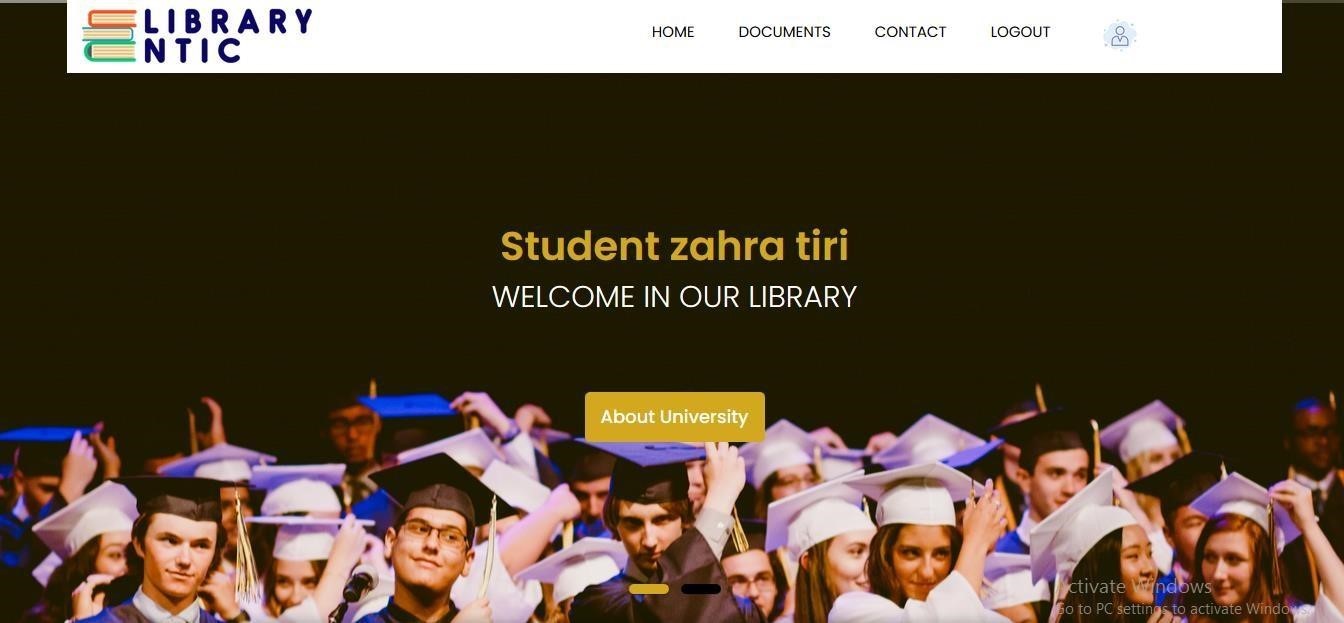 LIBRARY
NTIC
HOME DOCUMENTS CONTACT LOGOUT
Student zahra tiri
WELCOME IN OUR LIBRARY
About University
Activate Windows
Go to PC settings to activate Windows.